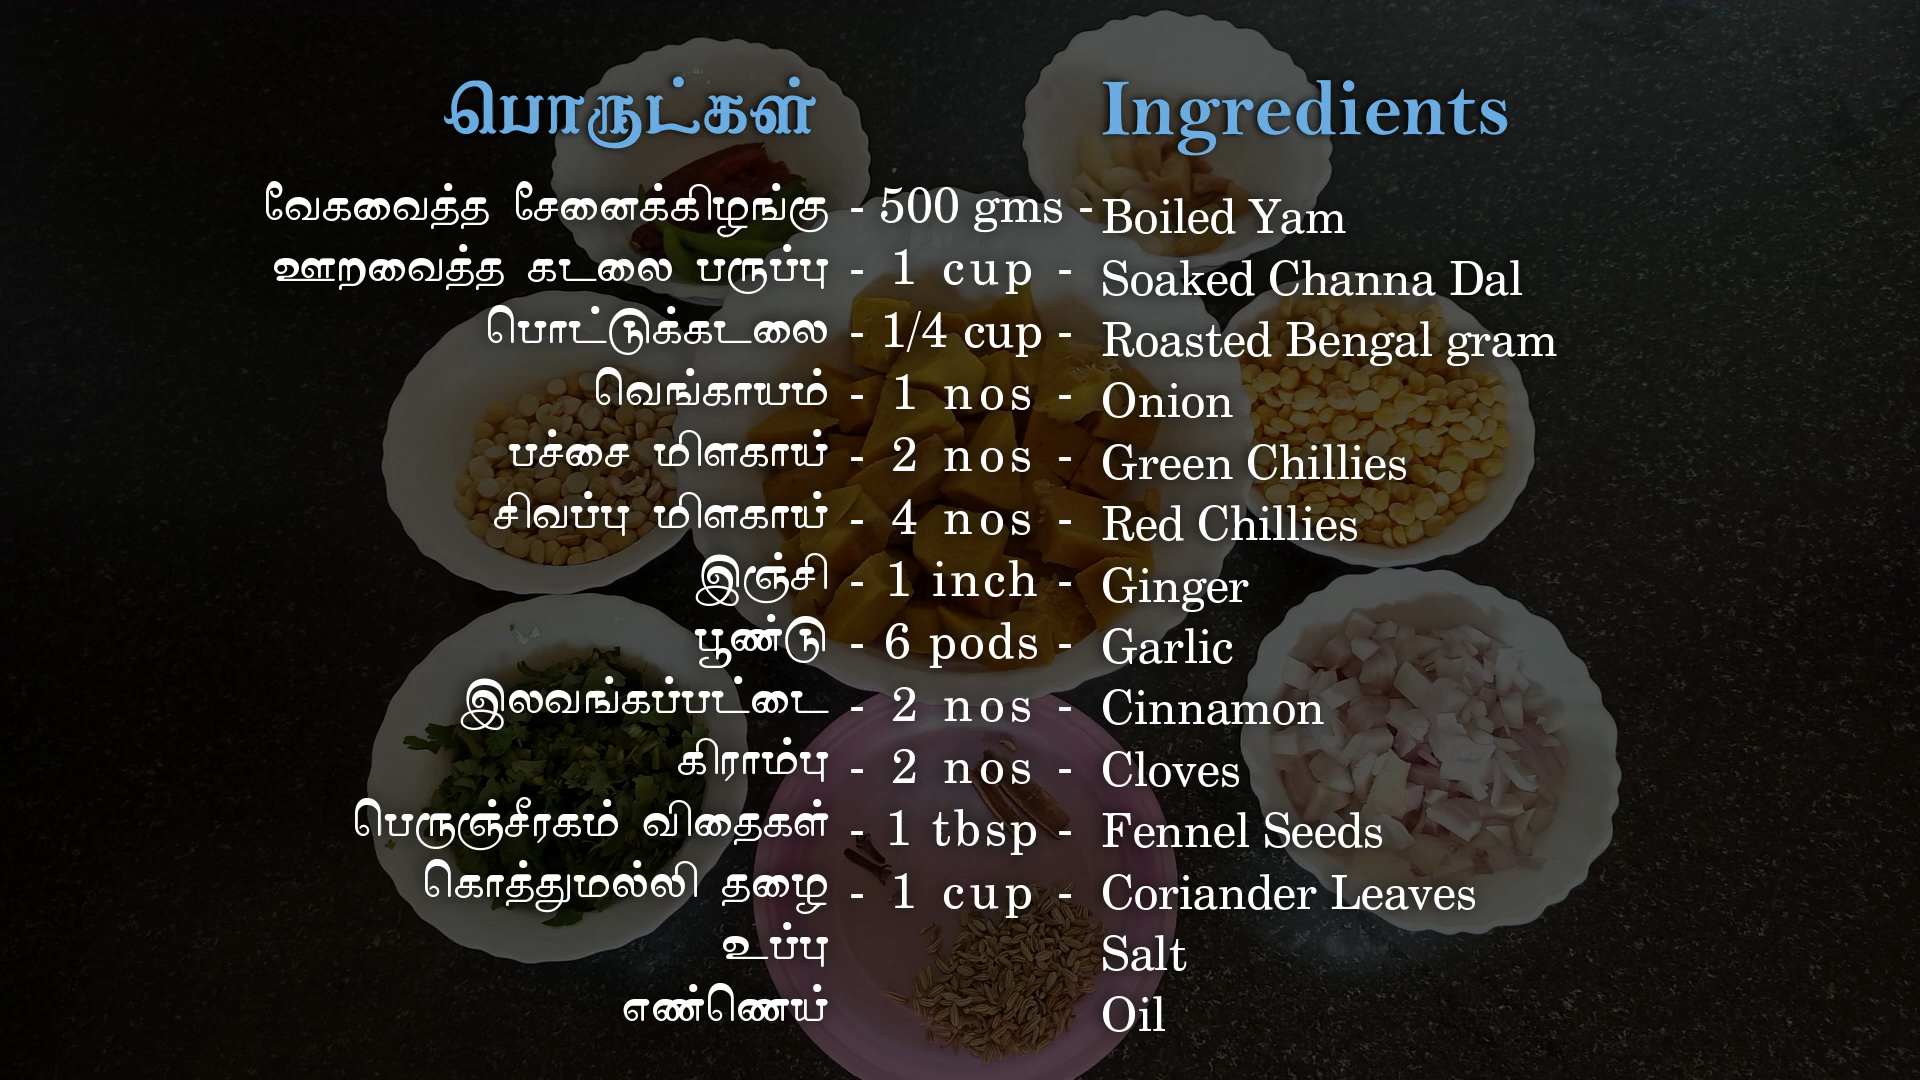 பொருட்கள் Ingredients
வேகவைத்த சேனைக்கிழங்கு - 500 gms - Boiled Yam
ஊறவைத்த கடலை பருப்பு - 1 cup - Soaked Channa Dal
பொட்டுக்கடலை - 1/4 cup - Roasted Bengal gram
வெங்காயம் - 1 nos - Onion
பச்சை மிளகாய் - 2 nos - Green Chillies
சிவப்பு மிளகாய் - 4 nos - Red Chillies
இஞ்சி - 1 inch - Ginger
பூண்டு - 6 pods - Garlic
இலவங்கப்பட்டை - 2 nos - Cinnamon
கிராம்பு - 2 nos - Cloves
பெருஞ்சீரகம் விதைகள் - 1 tbsp - Fennel Seeds
கொத்துமல்லி தழை - 1 cup - Coriander Leaves
உப்பு Salt
எண்ணெய் Oil